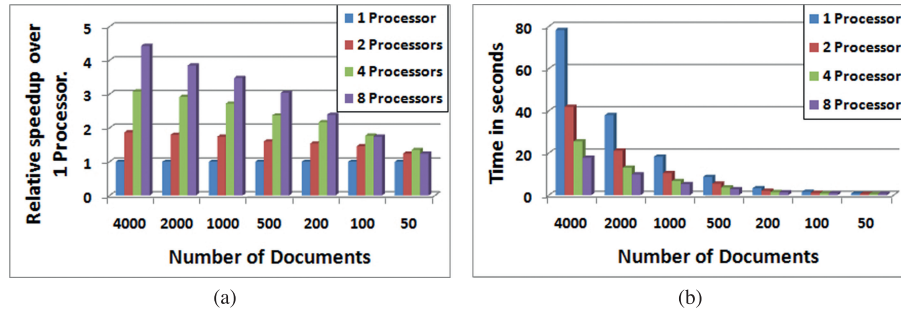 Relative speedup over
1 Processor.
5
4
3
2
1
0
1 Processor
2 Processors
4 Processors
8 Processors
4000 2000 1000 500 200 100 50
Number of Documents
(a)
Time in seconds
80
60
40
20
0
1 Processor
2 Processor
4 Processor
8 Processor
4000 2000 1000 500 200 100 50
Number of Documents
(b)